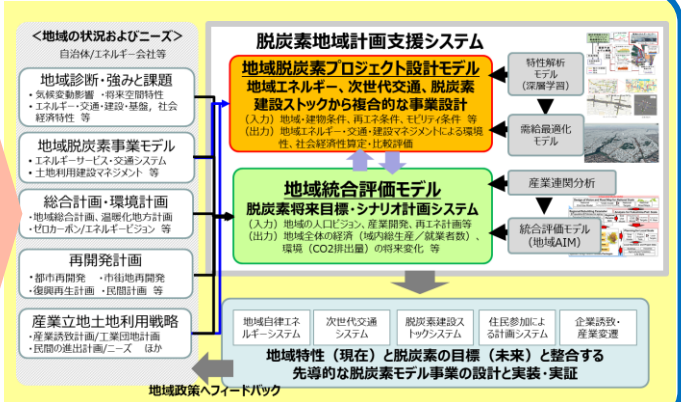 <地域の状況およびニーズ>
自治体/エネルギー会社等
地域診断・強みと課題
・気候変動影響・将来空間特性
・エネルギー・交通・建設・基盤，社会
経済特性 等
地域脱炭素事業モデル
・エネルギーサービス・交通システム
・土地利用建設マネジメント 等
総合計画・環境計画
・地域総合計画、温暖化地方計画
・ゼロカーボン/エネルギービジョン 等
再開発計画
・都市再開発 ・市街地再開発
・復興再生計画 ・民間計画 等
産業立地土地利用戦略
・産業誘致計画/工業団地計画
・民間の進出計画/ニーズ ほか
脱炭素地域計画支援システム
地域脱炭素プロジェクト設計モデル
地域エネルギー、次世代交通、脱炭素
建設ストックから複合的な事業設計
（入力）地域・建物条件、再エネ条件、モビリティ条件 等
（出力）地域エネルギー・交通・建設マネジメントによる環境
性、社会経済性算定・比較評価
地域統合評価モデル
脱炭素将来目標・シナリオ計画システム
（入力）地域の人口ビジョン、産業開発、再エネ計画等
（出力）地域全体の経済（域内総生産／就業者数）、
環境（CO2排出量）の将来変化 等
特性解析
モデル
（深層学習）
需給最適化
モデル
産業連関分析
統合評価モデル
（地域AIM）
地域自律エネ
ルギーシステム
次世代交通
システム
脱炭素建設ス
トックシステム
住民参加によ
る計画システム
企業誘致・
産業変遷
地域特性（現在）と脱炭素の目標（未来）と整合する
先導的な脱炭素モデル事業の設計と実装・実証
地域政策へフィードバック